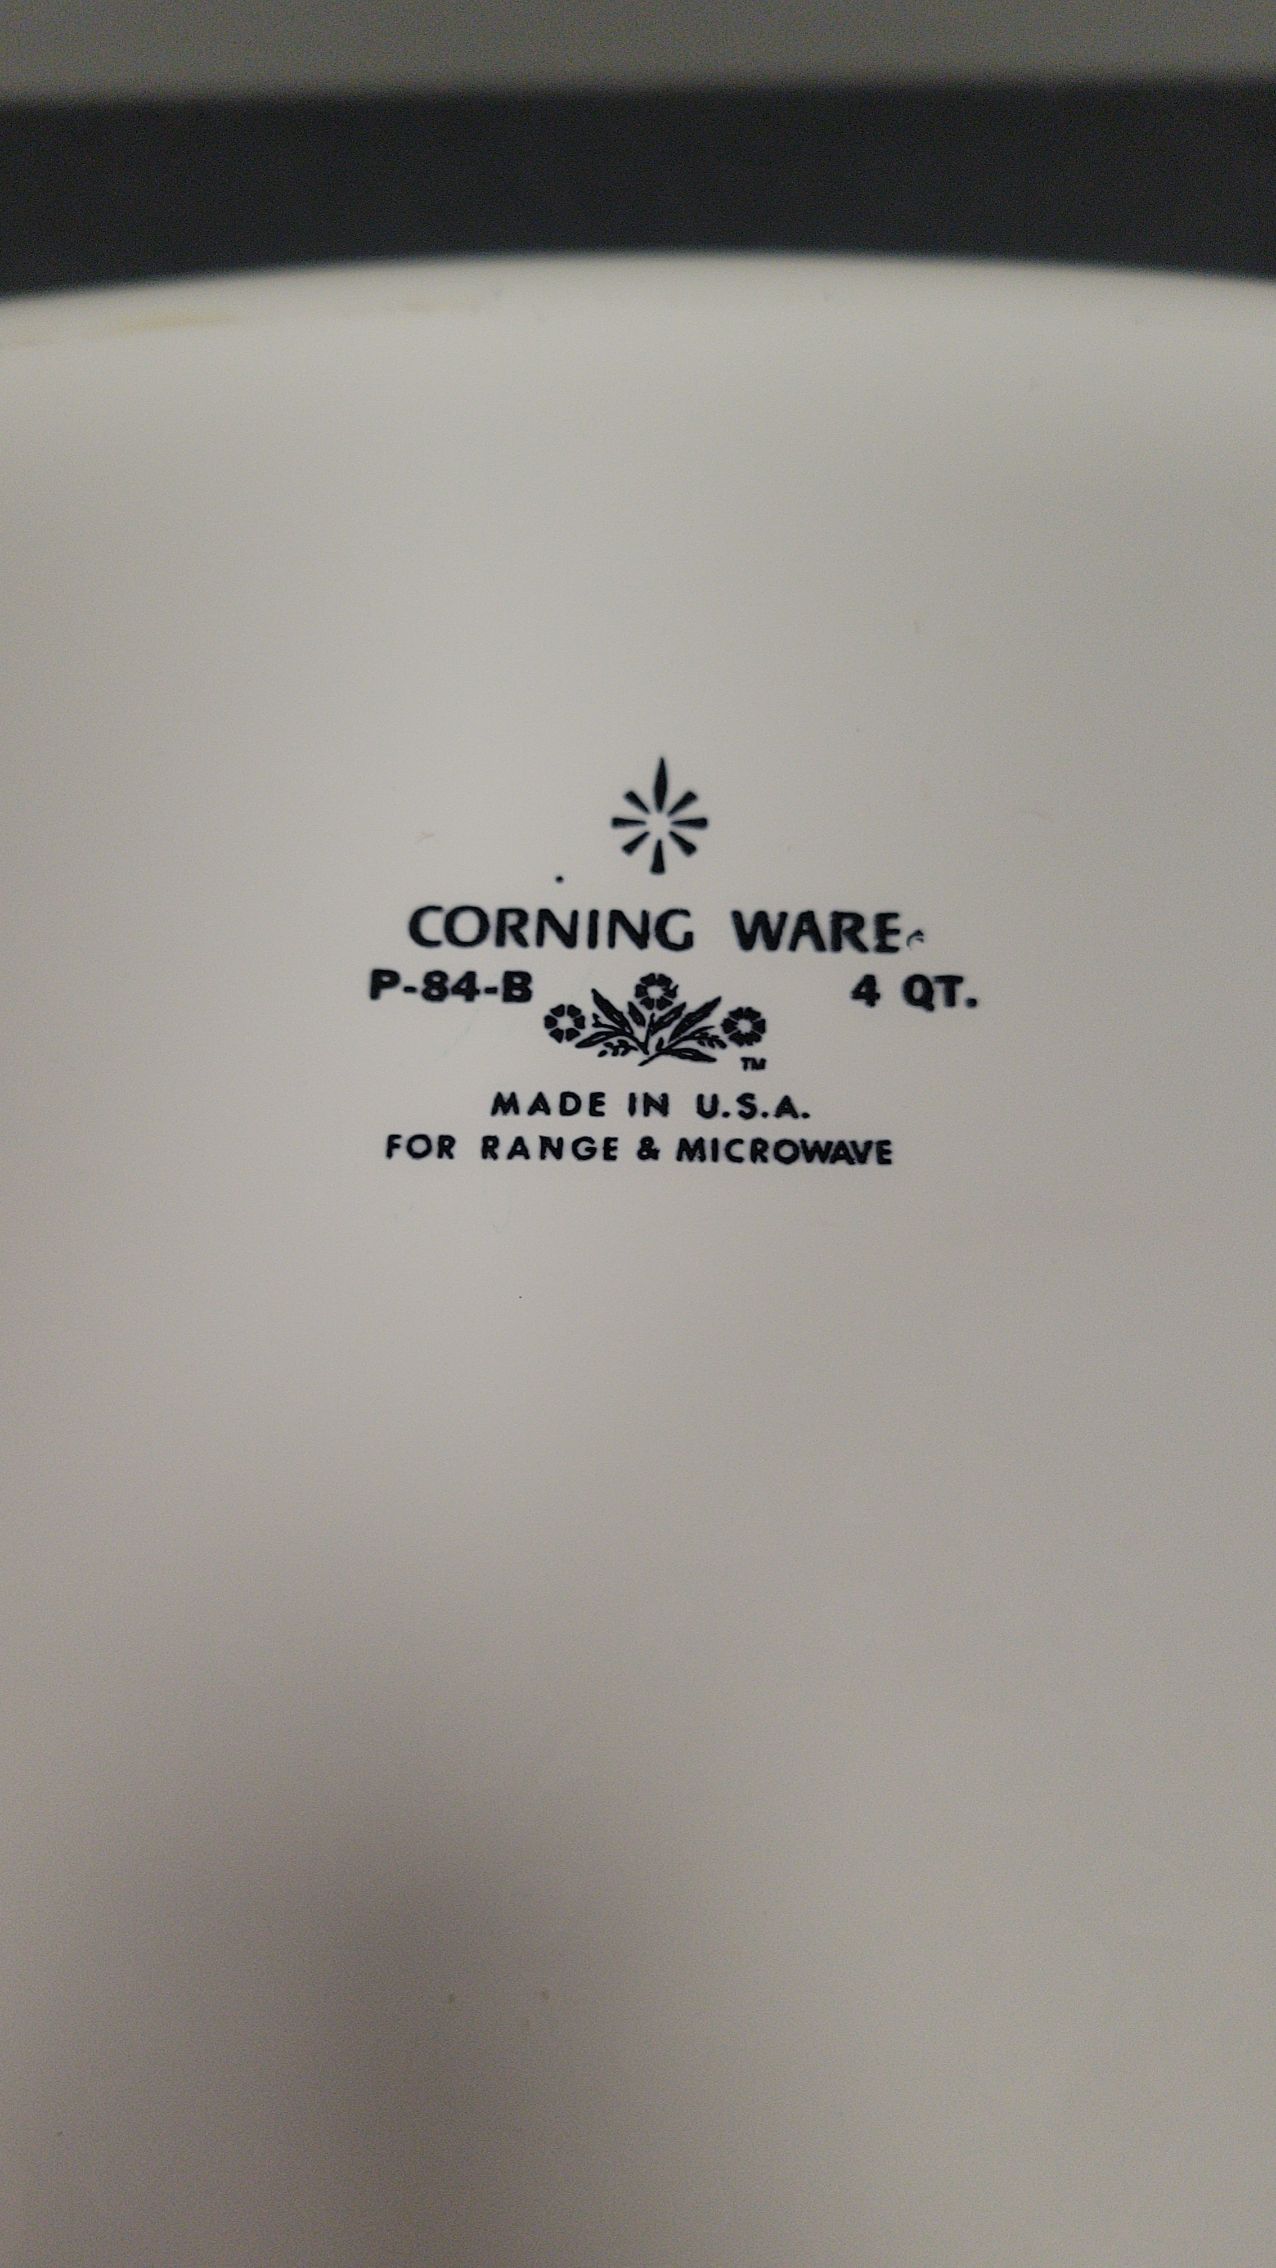 CORNING WARE
P-84-B 4 QT.
TM
MADE IN U.S.A.
FOR RANGE & MICROWAVE